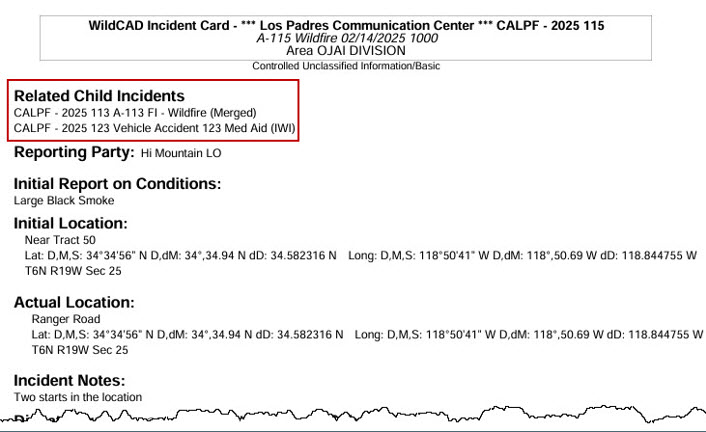 WildCAD Incident Card - *** Los Padres Communication Center *** CALPF - 2025 115
A-115 Wildfire 02/14/2025 1000
Area OJAI DIVISION
Controlled Unclassified Information/Basic
Related Child Incidents
CALPF - 2025 113 A-113 FI - Wildfire (Merged)
CALPF - 2025 123 Vehicle Accident 123 Med Aid (IWI)
Reporting Party: Hi Mountain LO
Initial Report on Conditions:
Large Black Smoke
Initial Location:
Near Tract 50
Lat: D,M,S: 34°34'56" N D,dM: 34°,34.94 N dD: 34.582316 N Long: D,M,S: 118°50'41" W D,dM: 118°,50.69 W dD: 118.844755 W
T6N R19W Sec 25
Actual Location:
Ranger Road
Lat: D,M,S: 34°34'56" N D,dM: 34°,34.94 N dD: 34.582316 N Long: D,M,S: 118°50'41" W D,dM: 118°,50.69 W dD: 118.844755 W
T6N R19W Sec 25
Incident Notes:
Two starts in the location